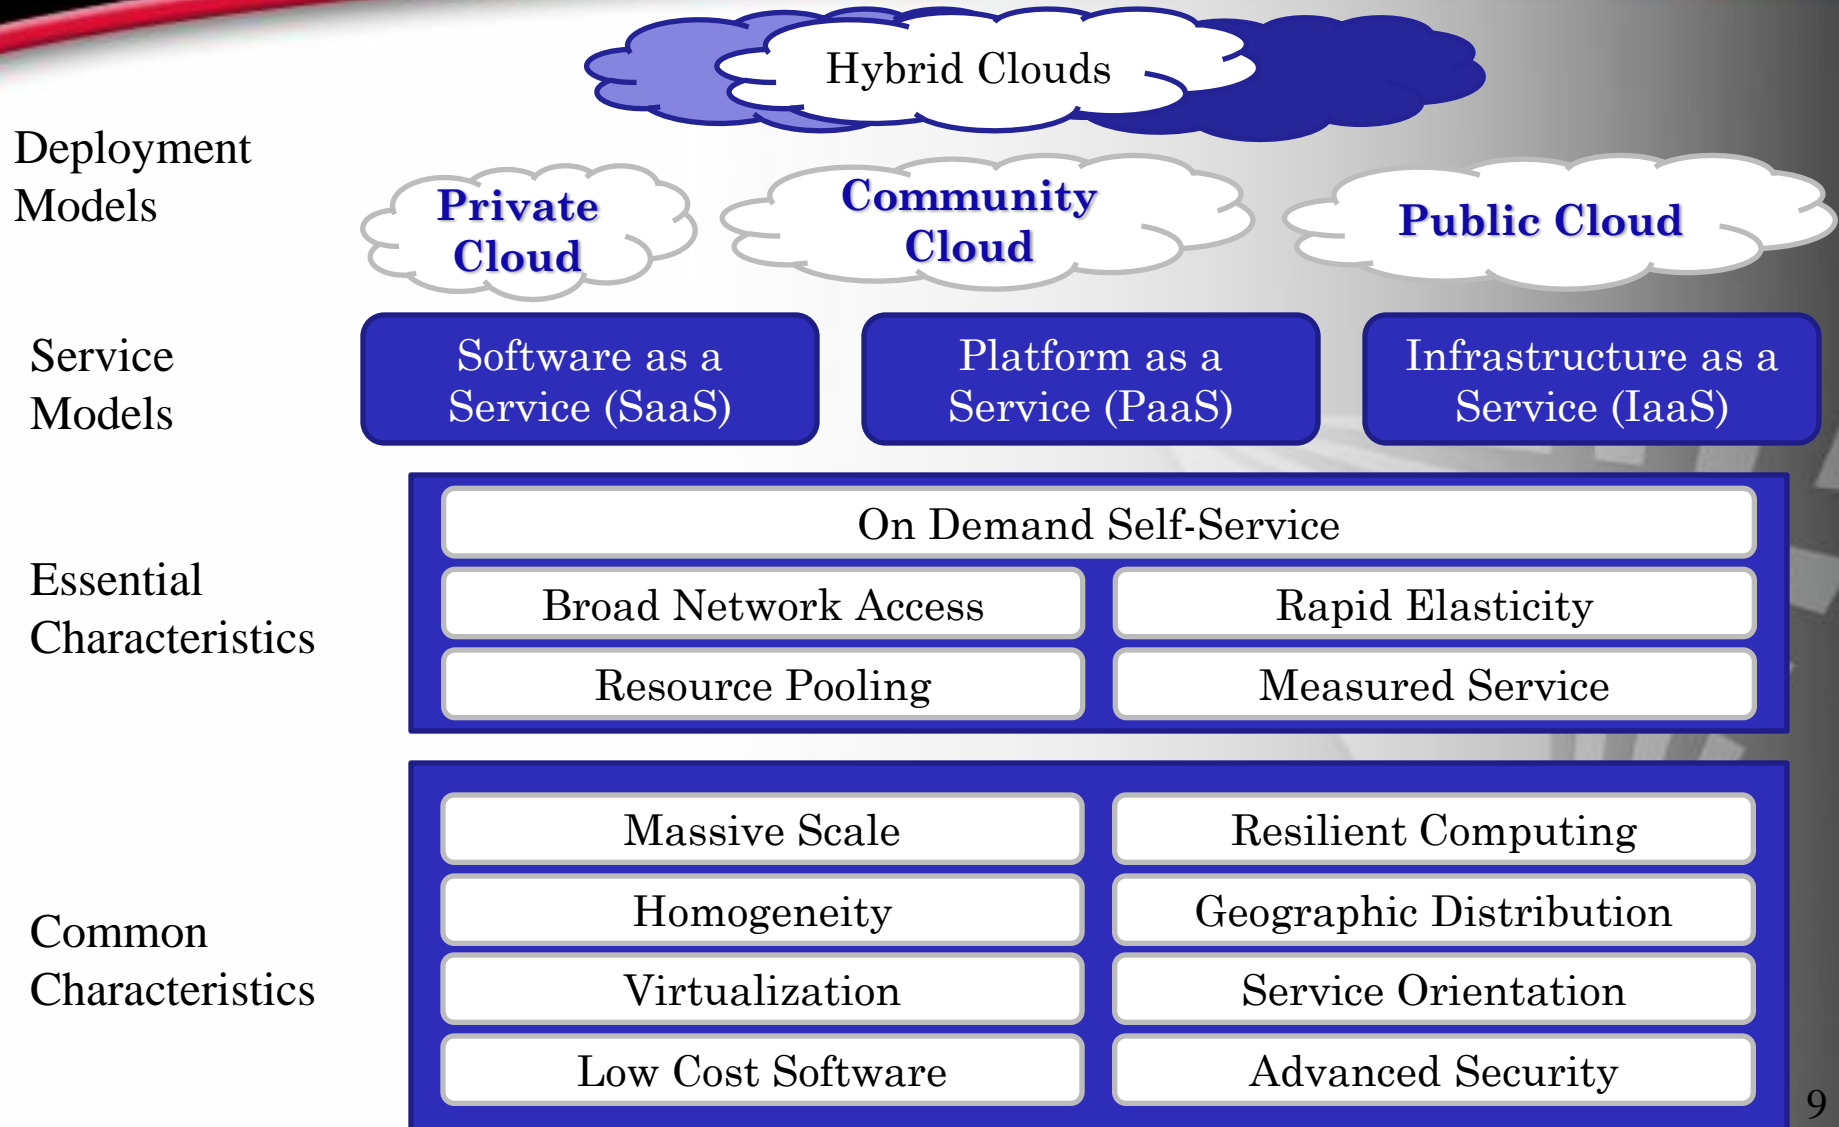 Hybrid Clouds
Deployment
Models
Private
Cloud
Community
Cloud
Public Cloud
Service
Models
Software as a
Service (SaaS)
Platform as a
Service (PaaS)
Infrastructure as a
Service (IaaS)
Essential
Characteristics
On Demand Self-Service
Broad Network Access
Rapid Elasticity
Resource Pooling
Measured Service
Common
Characteristics
Massive Scale
Resilient Computing
Homogeneity
Geographic Distribution
Virtualization
Service Orientation
Low Cost Software
Advanced Security
9